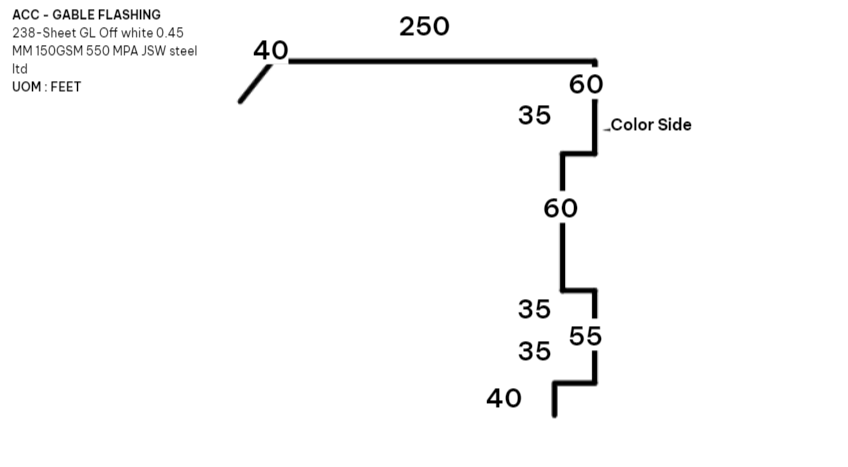 ACC - GABLE FLASHING
238-Sheet GL Off white 0.45
MM 150GSM 550 MPA JSW steel
ltd
UOM : FEET
250
40
60
35
Color Side
60
35
55
35
40